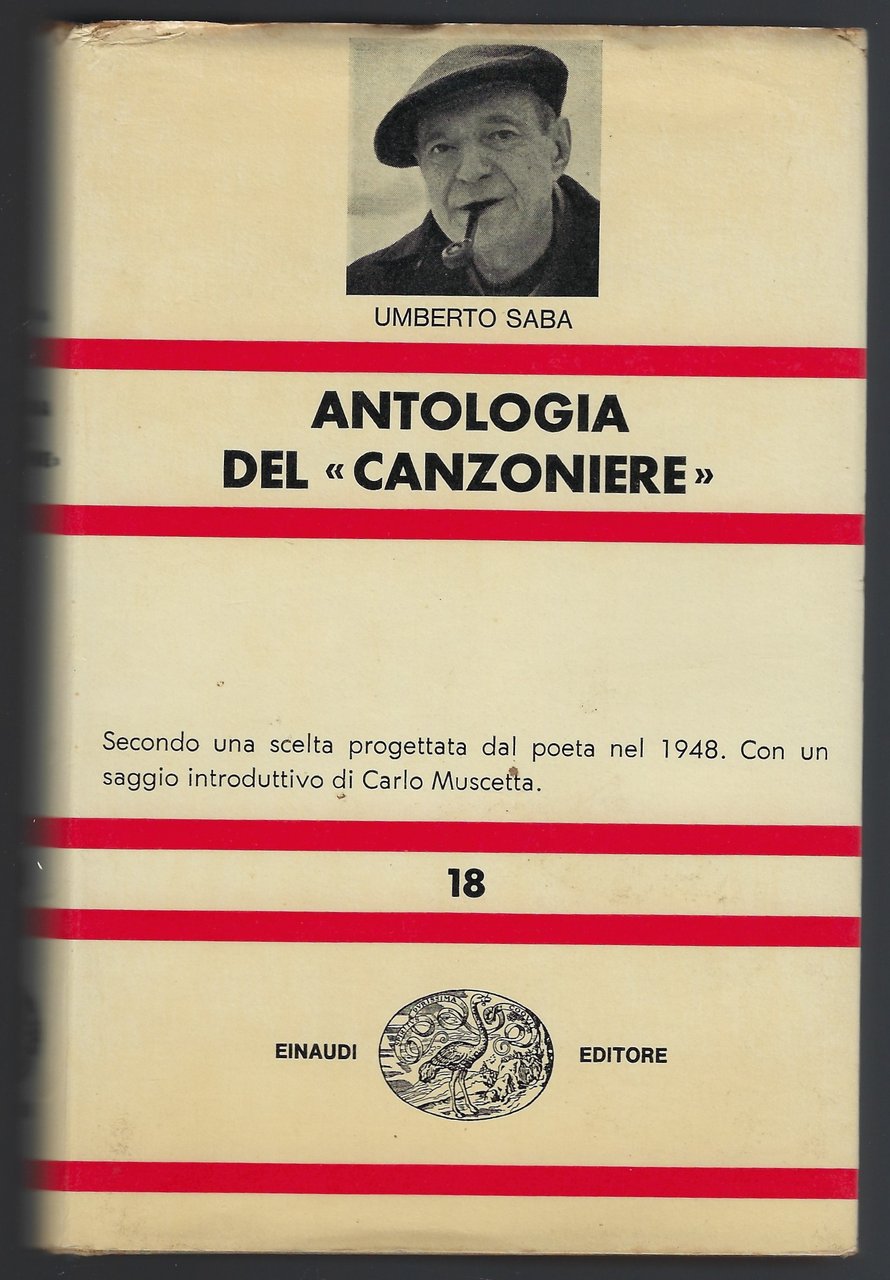 UMBERTO SABA
ANTOLOGIA
DEL « CANZONIERE »
Secondo una scelta progettata dal poeta nel 1948. Con un
saggio introduttivo di Carlo Muscetta.
18
EINAUDI EDITORE